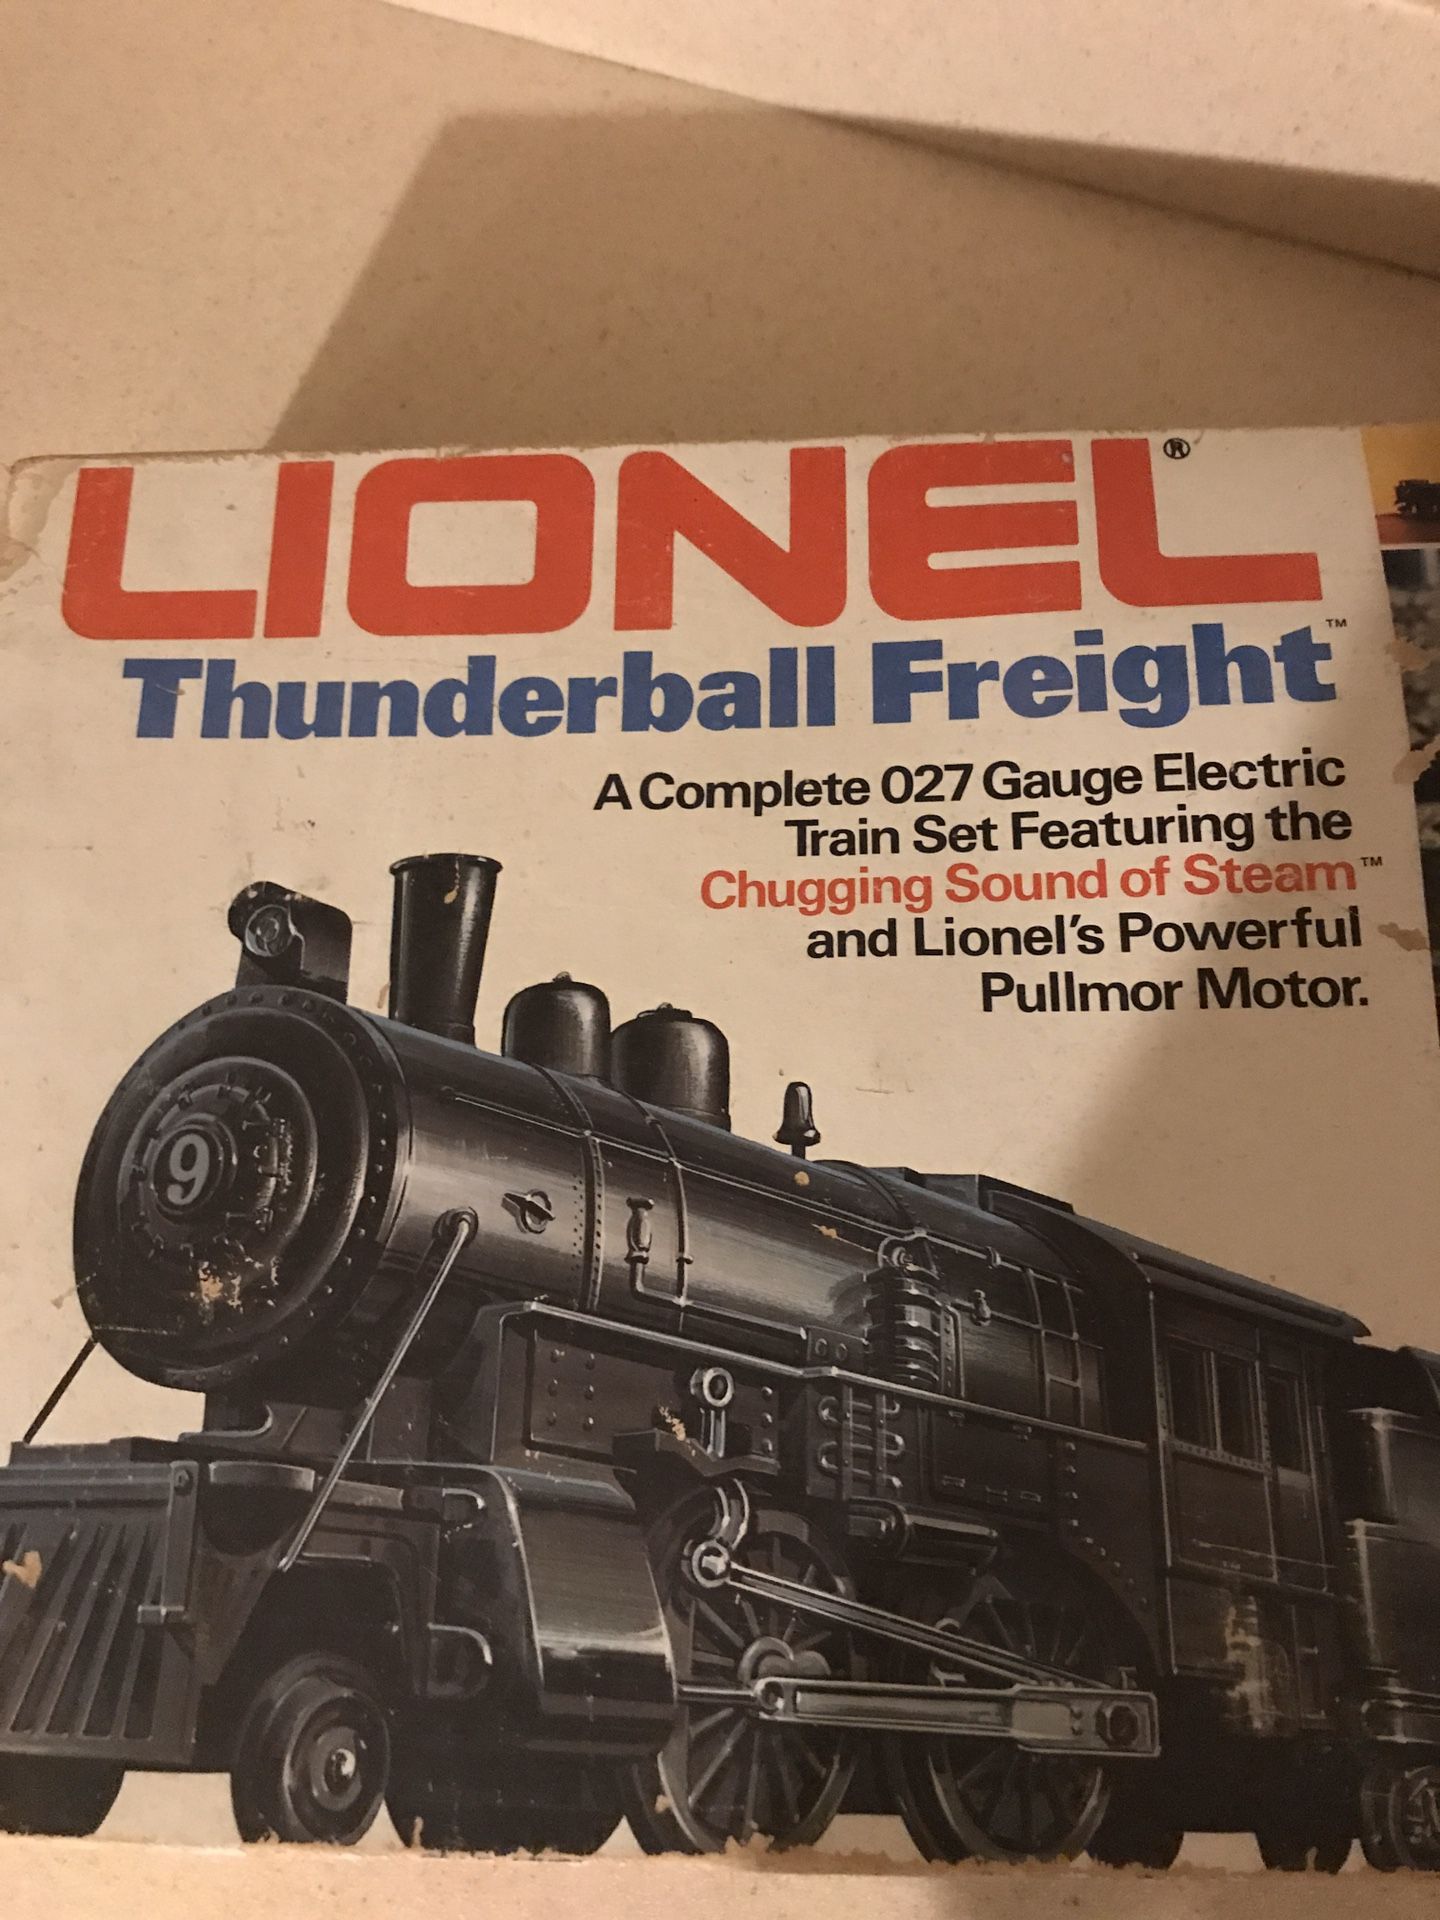 LIONEL®
Thunderball Freight™
A Complete 027 Gauge Electric
Train Set Featuring the
Chugging Sound of Steam™
and Lionel's Powerful
Pullmor Motor.
9